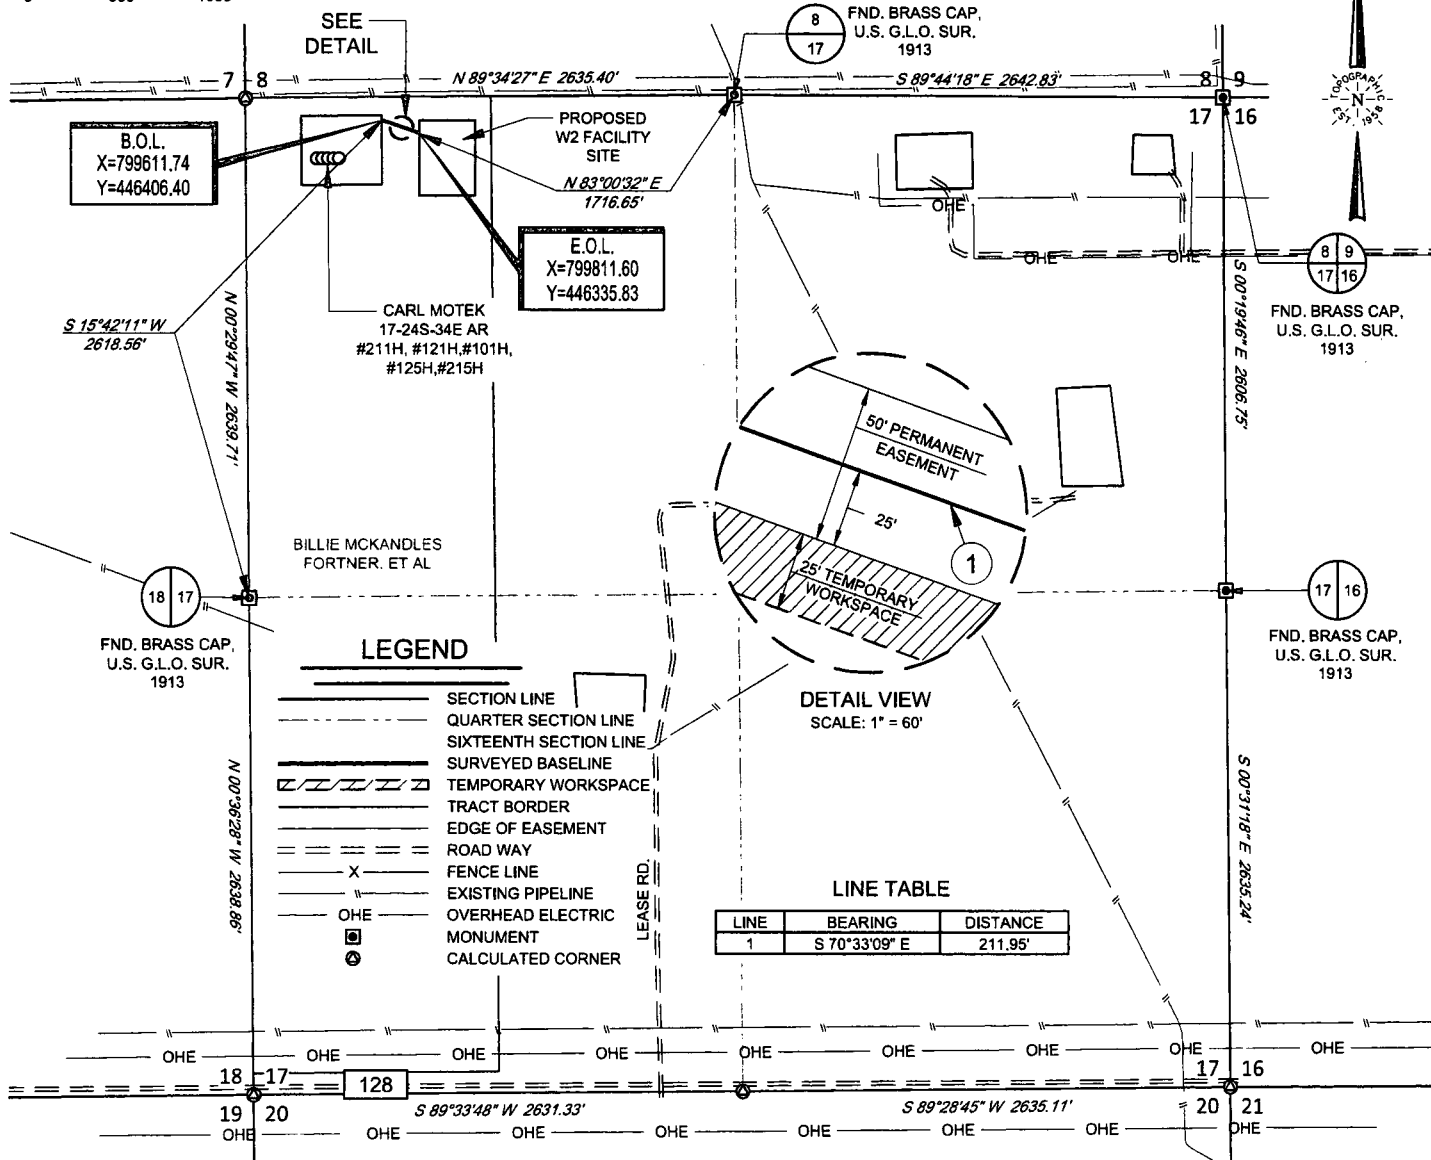 SEE
DETAIL
8
17
FND. BRASS CAP,
U.S. G.L.O. SUR.
1913
7 8
N 89°34'27" E 2635.40'
S 89°44'18" E 2642.83'
8 9
17 16
TOPOGRAPHIC
N
EST. 1958
B.O.L.
X=799611.74
Y=446406.40
PROPOSED
W2 FACILITY
SITE
N 83°00'32" E
1716.65'
OHE
OHE
OHE
E.O.L.
X=799811.60
Y=446335.83
8 9
17 16
FND. BRASS CAP,
U.S. G.L.O. SUR.
1913
S 15°42'11" W
2618.56'
N 00°29'47" W 2639.71'
CARL MOTEK
17-24S-34E AR
#211H, #121H,#101H,
#125H,#215H
S 00°19'46" E 2606.75'
50' PERMANENT
EASEMENT
25'
1
25' TEMPORARY
WORKSPACE
BILLIE MCKANDLES
FORTNER. ET AL
18 17
FND. BRASS CAP,
U.S. G.L.O. SUR.
1913
17 16
FND. BRASS CAP,
U.S. G.L.O. SUR.
1913
DETAIL VIEW
SCALE: 1" = 60'
LEGEND
SECTION LINE
QUARTER SECTION LINE
SIXTEENTH SECTION LINE
SURVEYED BASELINE
TEMPORARY WORKSPACE
TRACT BORDER
EDGE OF EASEMENT
ROAD WAY
X FENCE LINE
EXISTING PIPELINE
OHE OVERHEAD ELECTRIC
MONUMENT
CALCULATED CORNER
N 00°36'28" W 2638.86'
LEASE RD.
S 00°31'18" E 2635.24'
LINE TABLE
LINE BEARING DISTANCE
1 S 70°33'09" E 211.95'
OHE OHE OHE OHE OHE OHE OHE OHE OHE
18 17
128
17 16
19 20
S 89°33'48" W 2631.33'
S 89°28'45" W 2635.11'
20 21
OHE OHE OHE OHE OHE OHE OHE OHE